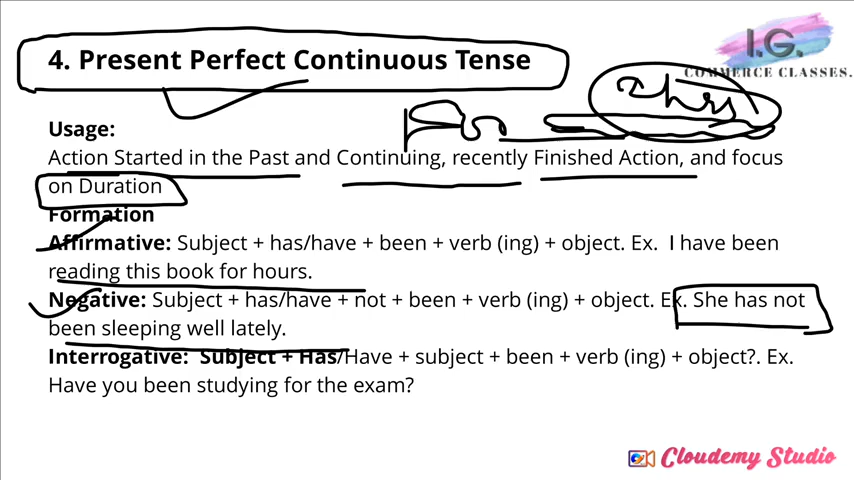 I.G.
COMMERCE CLASSES.
4. Present Perfect Continuous Tense
2 hrs
Usage:
Action Started in the Past and Continuing, recently Finished Action, and focus
on Duration
Formation
Affirmative: Subject + has/have + been + verb (ing) + object. Ex.  I have been
reading this book for hours.
Negative: Subject + has/have + not + been + verb (ing) + object. Ex. She has not
been sleeping well lately.
Interrogative:  Subject + Has/Have + subject + been + verb (ing) + object?. Ex.
Have you been studying for the exam?
Cloudemy Studio